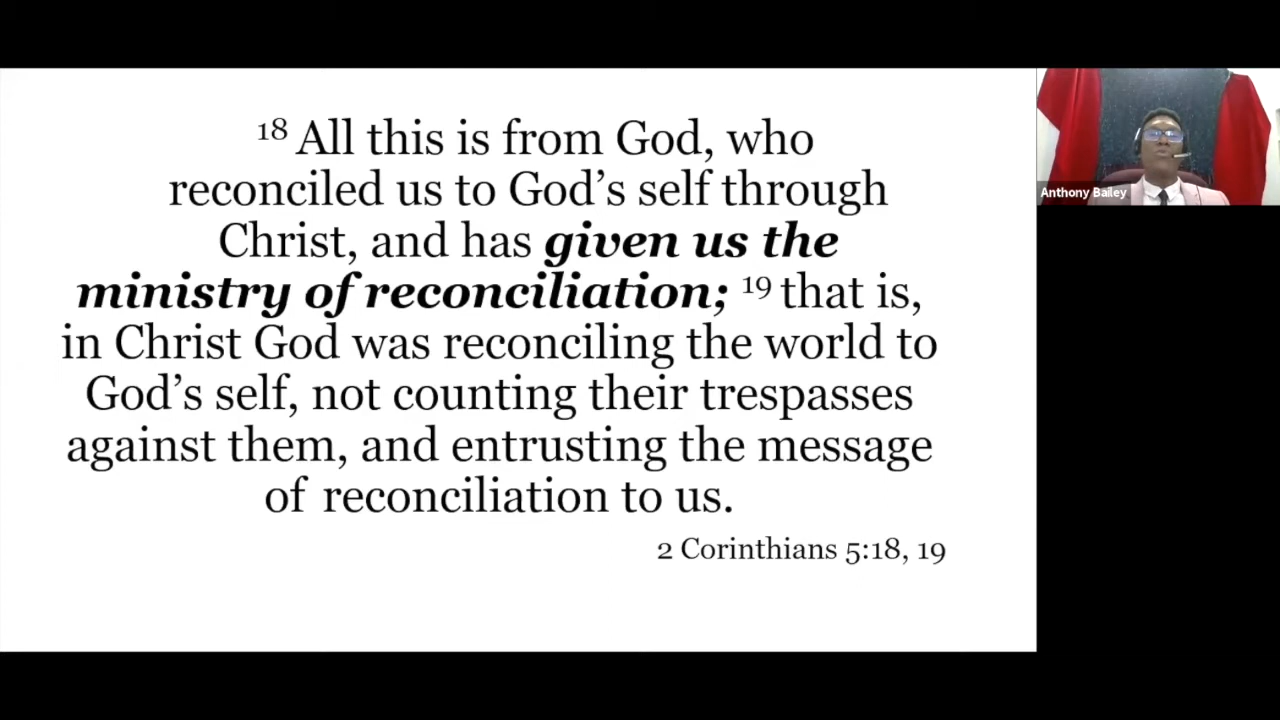 ¹⁸ All this is from God, who
reconciled us to God’s self through
Christ, and has given us the
ministry of reconciliation; ¹⁹ that is,
in Christ God was reconciling the world to
God’s self, not counting their trespasses
against them, and entrusting the message
of reconciliation to us.
2 Corinthians 5:18, 19
Anthony Bailey